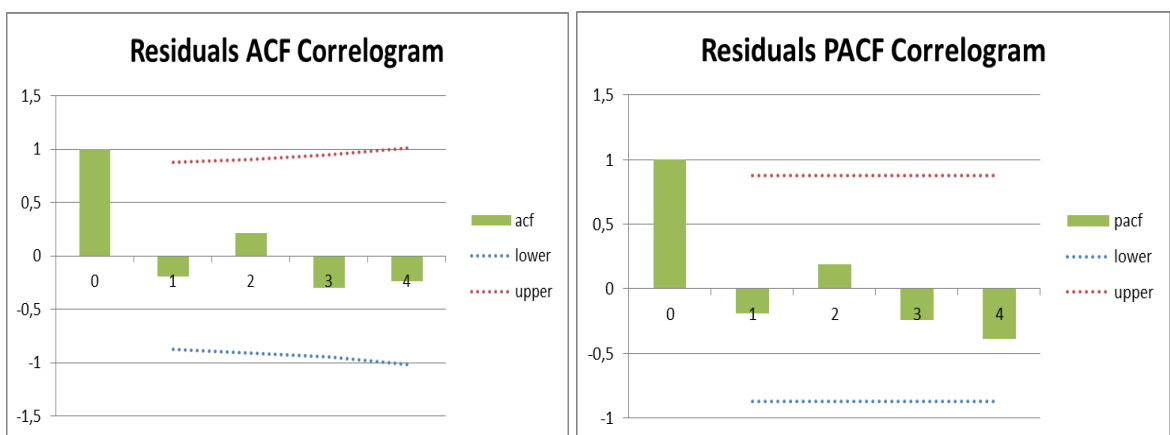 Residuals ACF Correlogram
1,5
1
0,5
0
-0,5
-1
-1,5
0 1 2 3 4
acf
lower
upper
Residuals PACF Correlogram
1,5
1
0,5
0
-0,5
-1
0 1 2 3 4
pacf
lower
upper